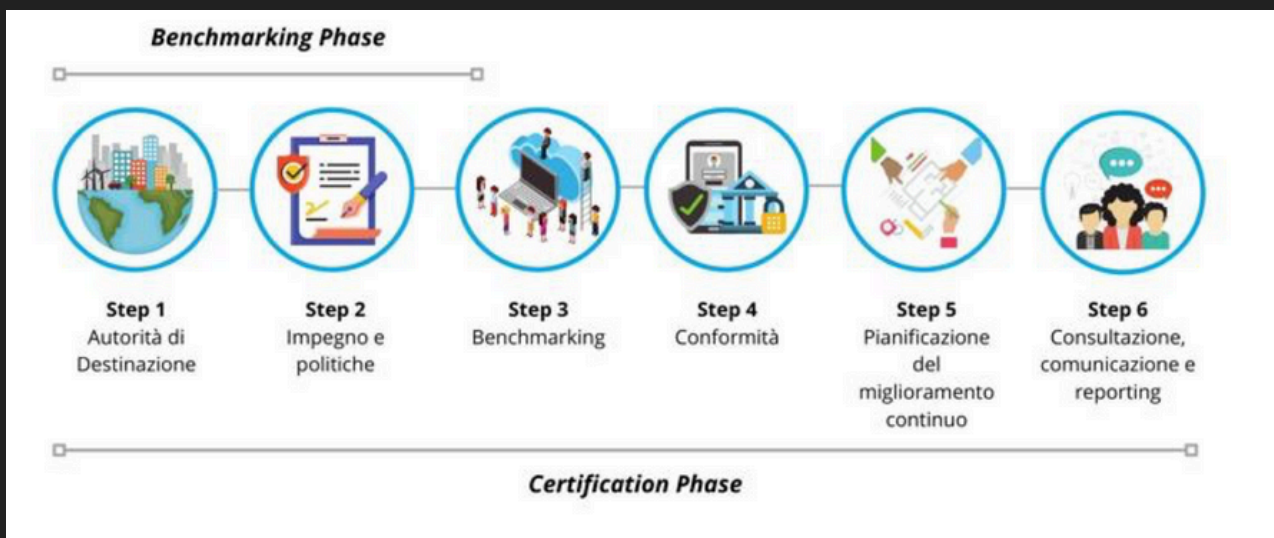 Benchmarking Phase
Step 1
Autorità di
Destinazione
Step 2
Impegno e
politiche
Step 3
Benchmarking
Step 4
Conformità
Step 5
Pianificazione
del
miglioramento
continuo
Step 6
Consultazione,
comunicazione e
reporting
Certification Phase